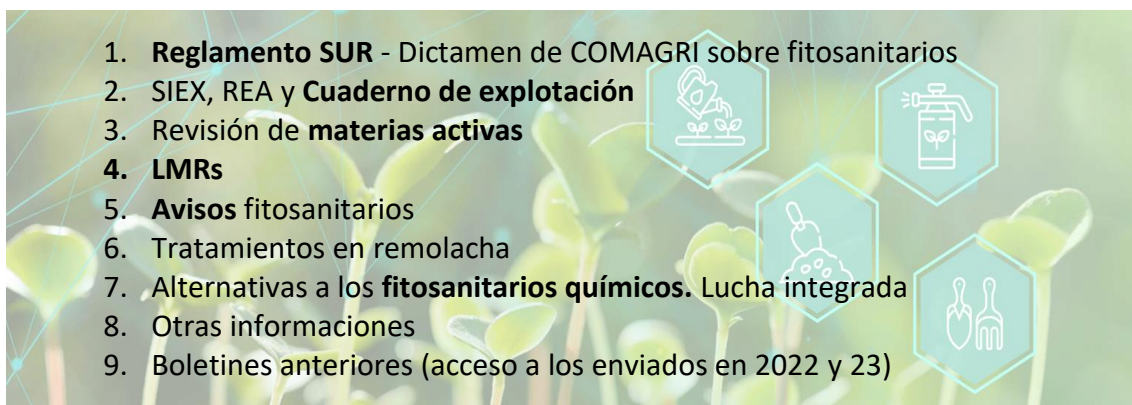 1. Reglamento SUR - Dictamen de COMAGRI sobre fitosanitarios
2. SIEX, REA y Cuaderno de explotación
3. Revisión de materias activas
4. LMRs
5. Avisos fitosanitarios
6. Tratamientos en remolacha
7. Alternativas a los fitosanitarios químicos. Lucha integrada
8. Otras informaciones
9. Boletines anteriores (acceso a los enviados en 2022 y 23)